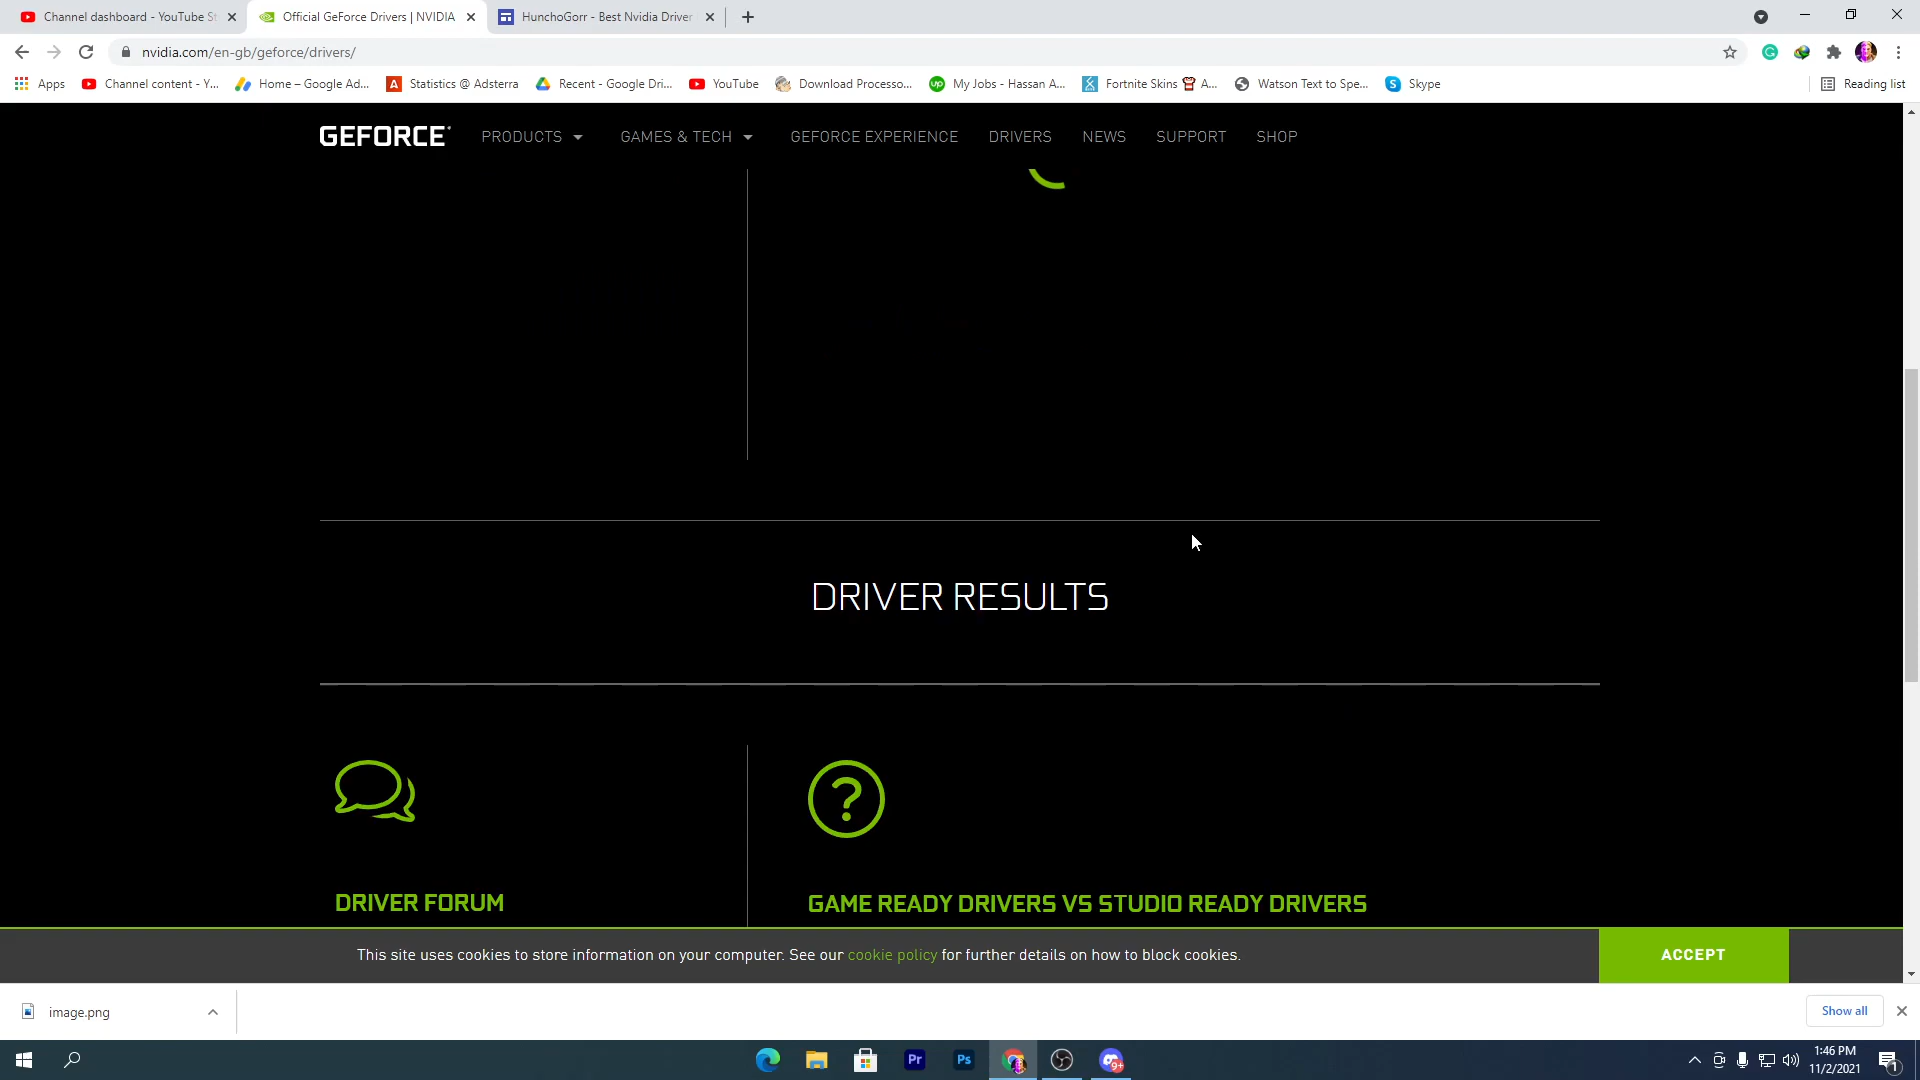 Channel dashboard - YouTube St
Official GeForce Drivers | NVIDIA
HunchoGorr - Best Nvidia Driver
nvidia.com/en-gb/geforce/drivers/
Apps
Channel content - Y...
Home – Google Ad...
Statistics @ Adsterra
Recent - Google Dri...
YouTube
Download Processo...
My Jobs - Hassan A...
Fortnite Skins A...
Watson Text to Spe...
Skype
Reading list
GEFORCE
PRODUCTS
GAMES & TECH
GEFORCE EXPERIENCE
DRIVERS
NEWS
SUPPORT
SHOP
DRIVER RESULTS
DRIVER FORUM
GAME READY DRIVERS VS STUDIO READY DRIVERS
This site uses cookies to store information on your computer. See our cookie policy for further details on how to block cookies.
ACCEPT
image.png
Show all
Pr
Ps
9+
1:46 PM
11/2/2021
1